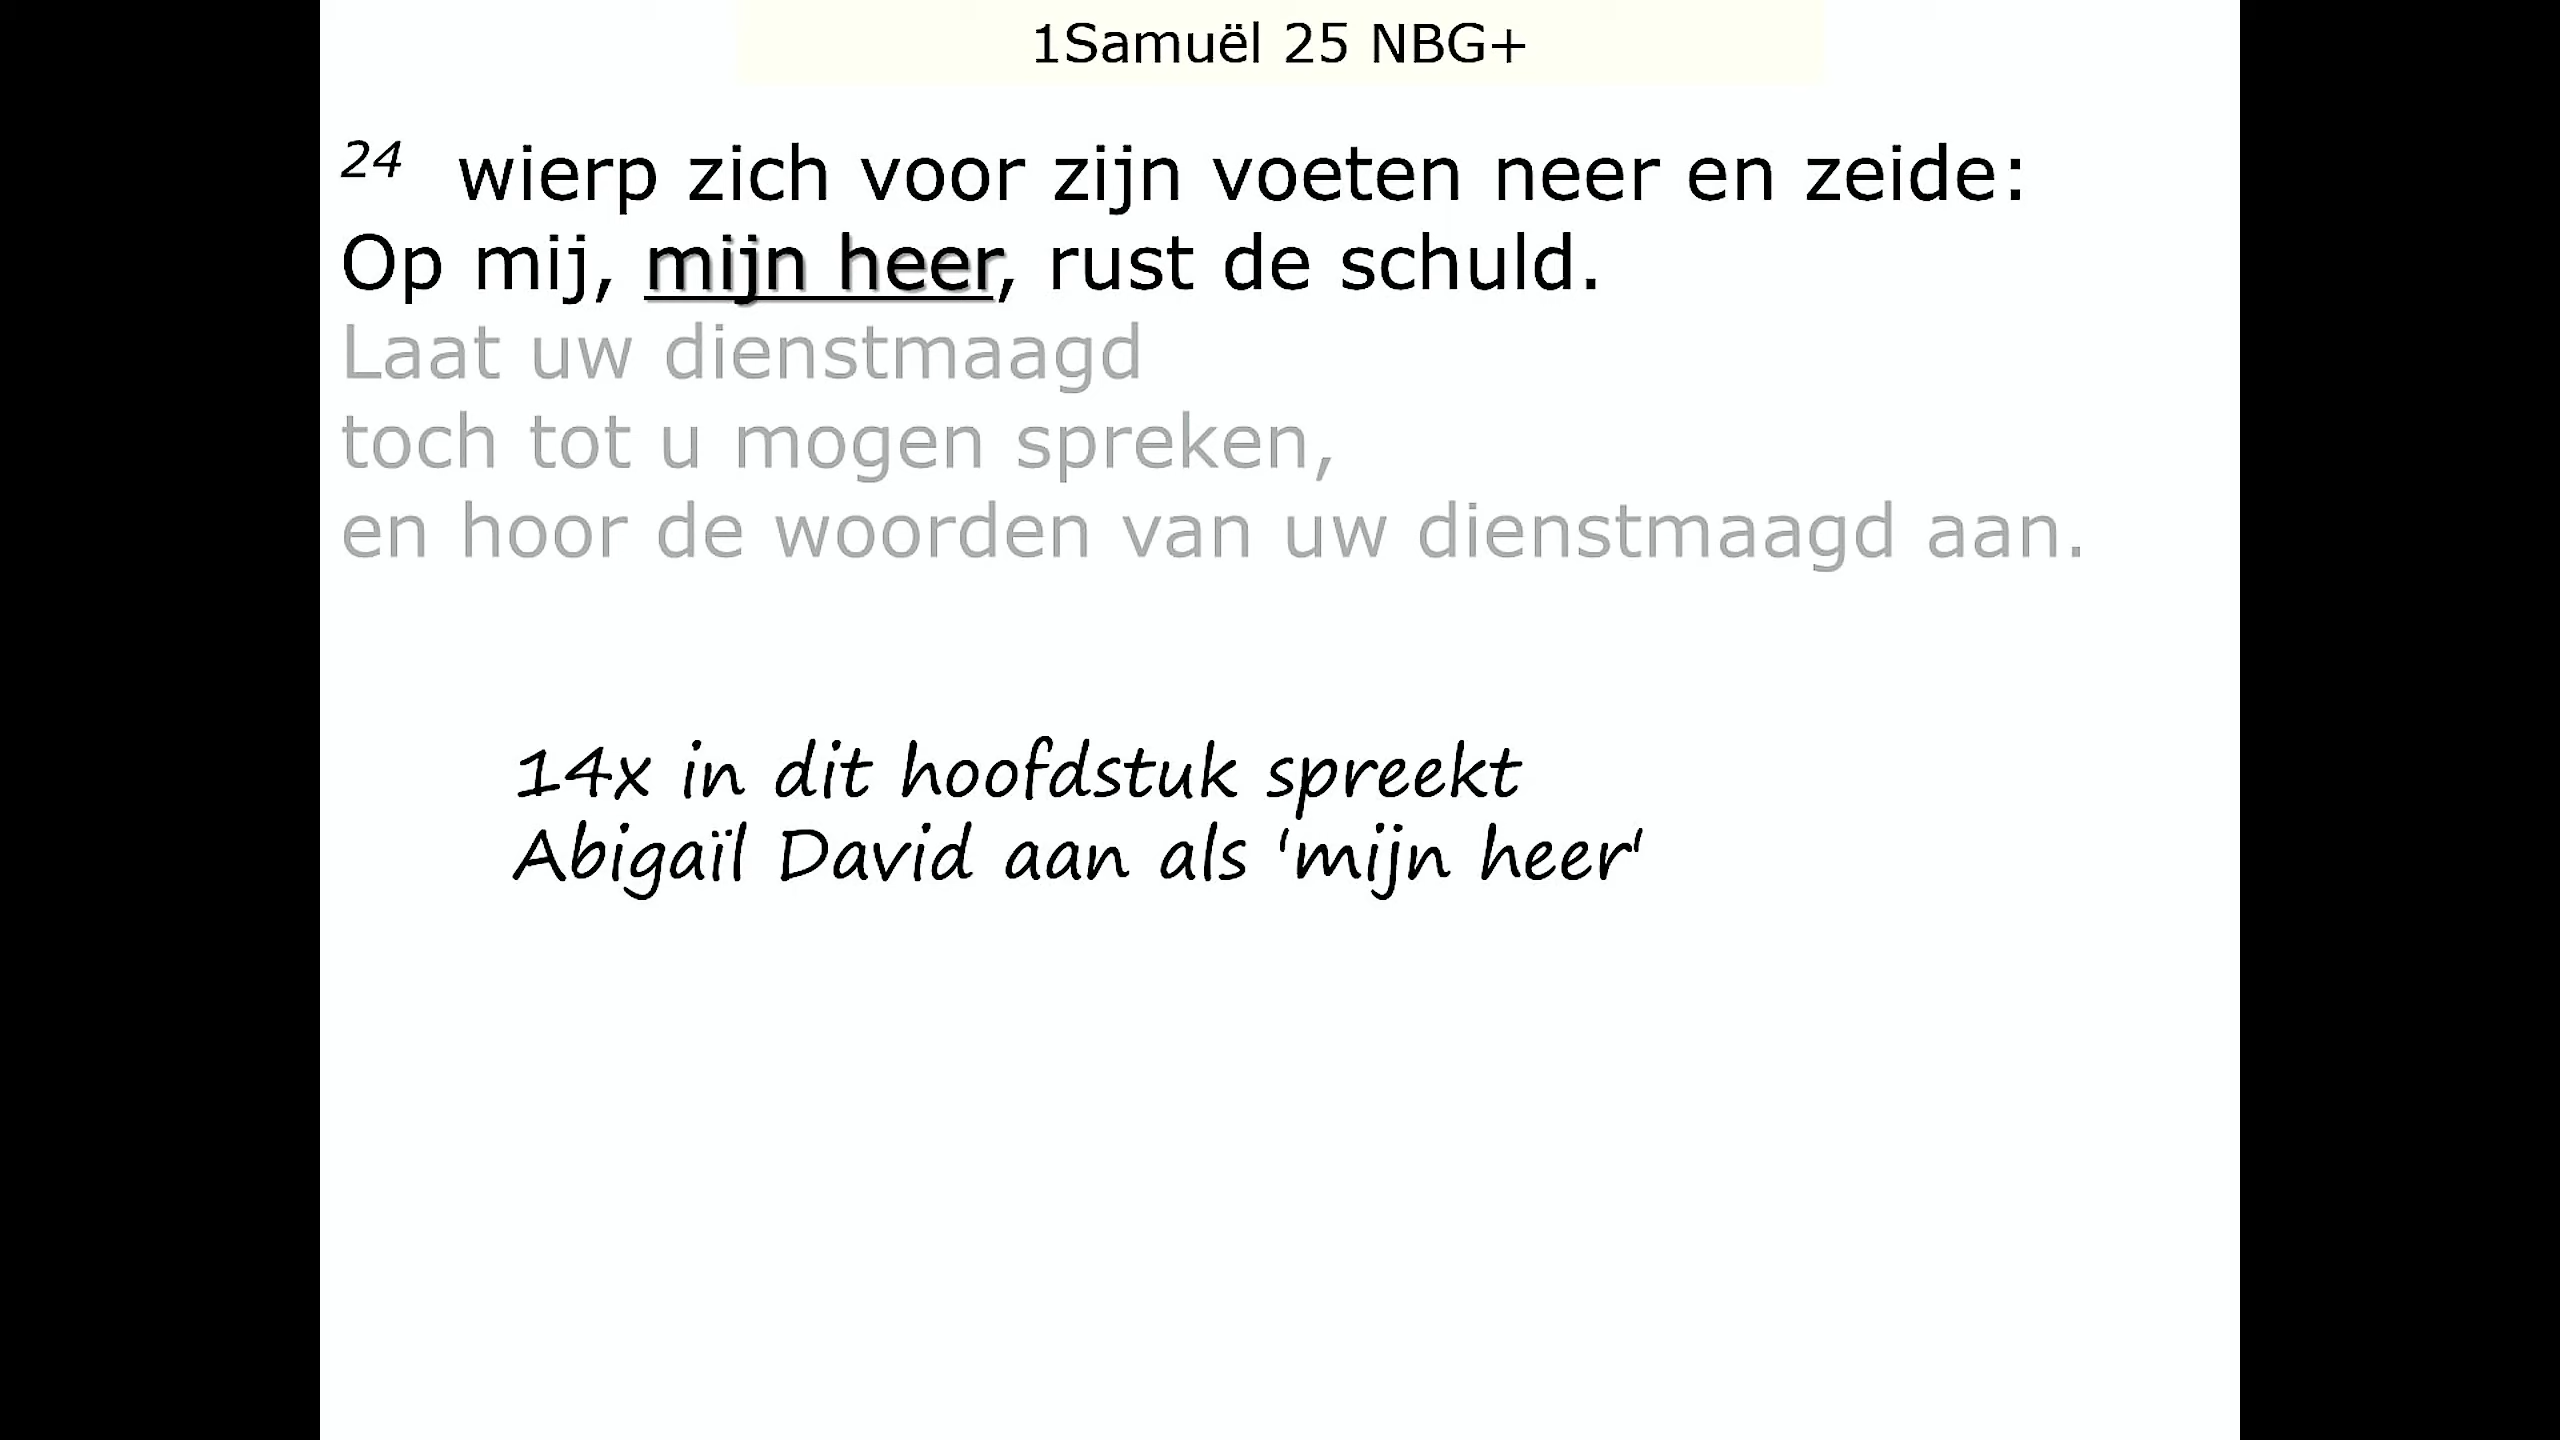 1Samuël 25 NBG+
24 wierp zich voor zijn voeten neer en zeide:
Op mij, mijn heer, rust de schuld.
Laat uw dienstmaagd
toch tot u mogen spreken,
en hoor de woorden van uw dienstmaagd aan.
14x in dit hoofdstuk spreekt
Abigaïl David aan als 'mijn heer'